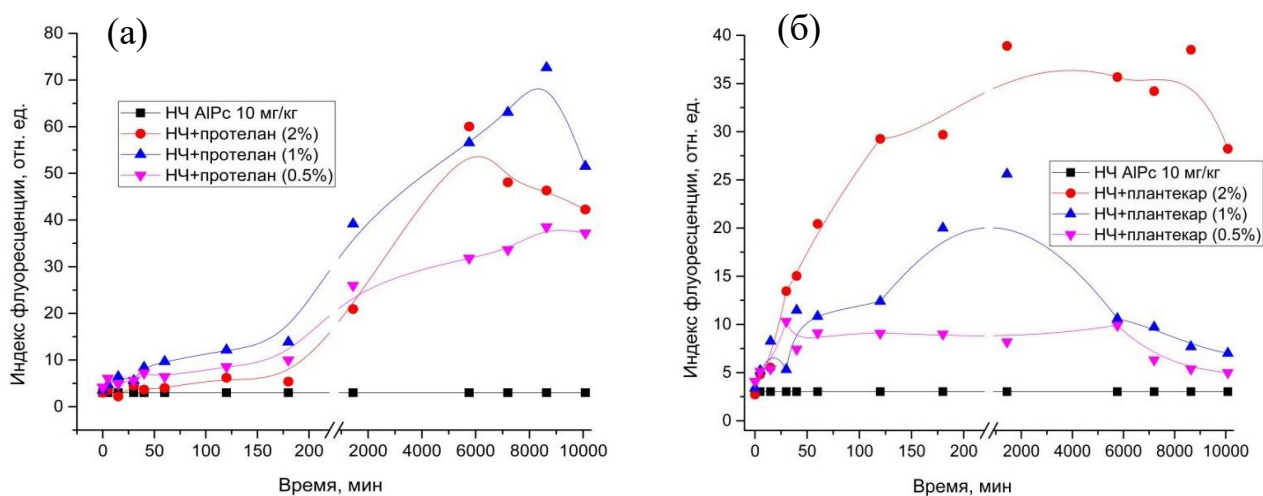 (а)
Индекс флуоресценции, отн. ед.
80
70
60
50
40
30
20
10
0
НЧ AlPc 10 мг/кг
НЧ+протелан (2%)
НЧ+протелан (1%)
НЧ+протелан (0.5%)
0 50 100 150 200 2000 4000 6000 8000 10000
Время, мин
(б)
Индекс флуоресценции, отн. ед.
40
35
30
25
20
15
10
5
0
НЧ AlPc 10 мг/кг
НЧ+плантекар (2%)
НЧ+плантекар (1%)
НЧ+плантекар (0.5%)
0 50 100 150 200 2000 4000 6000 8000 10000
Время, мин